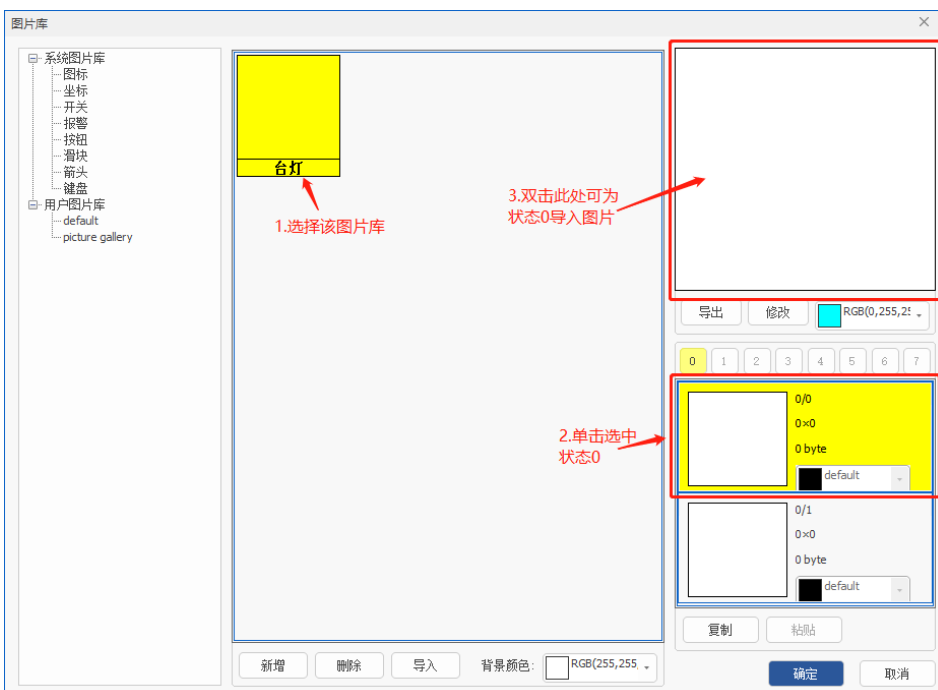 图片库
系统图片库
图标
坐标
开关
报警
按钮
滑块
箭头
键盘
用户图片库
default
picture gallery
台灯
1.选择该图片库
3.双击此处可为
状态0导入图片
导出
修改
RGB(0,255,25
0 1 2 3 4 5 6 7
2.单击选中
状态0
0/0
0×0
0 byte
default
0/1
0×0
0 byte
default
复制
粘贴
新增
删除
导入
背景颜色:
RGB(255,255,
确定
取消